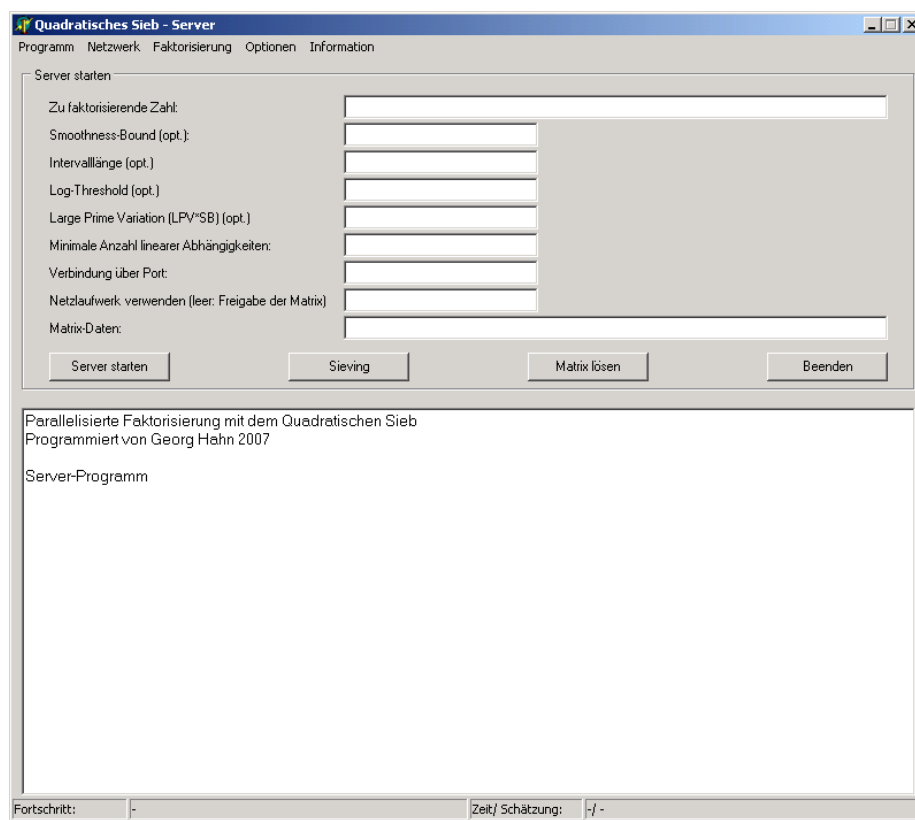 Quadratisches Sieb - Server
Programm Netzwerk Faktorisierung Optionen Information
Server starten
Zu faktorisierende Zahl:
Smoothness-Bound (opt.):
Intervalllänge (opt.)
Log-Threshold (opt.)
Large Prime Variation (LPV*SB) (opt.)
Minimale Anzahl linearer Abhängigkeiten:
Verbindung über Port:
Netzlaufwerk verwenden (leer: Freigabe der Matrix)
Matrix-Daten:
Server starten Sieving Matrix lösen Beenden
Parallelisierte Faktorisierung mit dem Quadratischen Sieb
Programmiert von Georg Hahn 2007
Server-Programm
Fortschritt: - Zeit/ Schätzung: -/ -